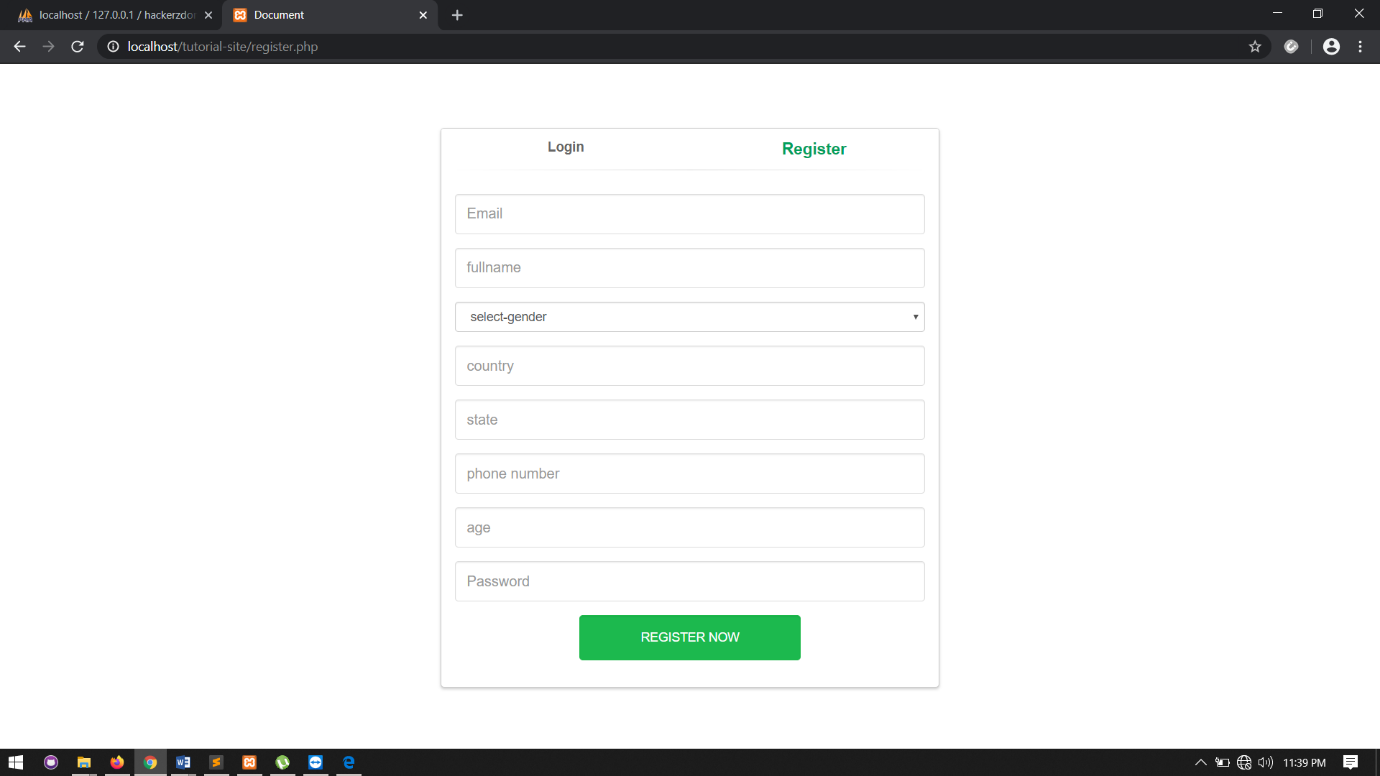 localhost / 127.0.0.1 / hackerzdo
Document
localhost/tutorial-site/register.php
Login
Register
Email
fullname
select-gender
country
state
phone number
age
Password
REGISTER NOW
11:39 PM